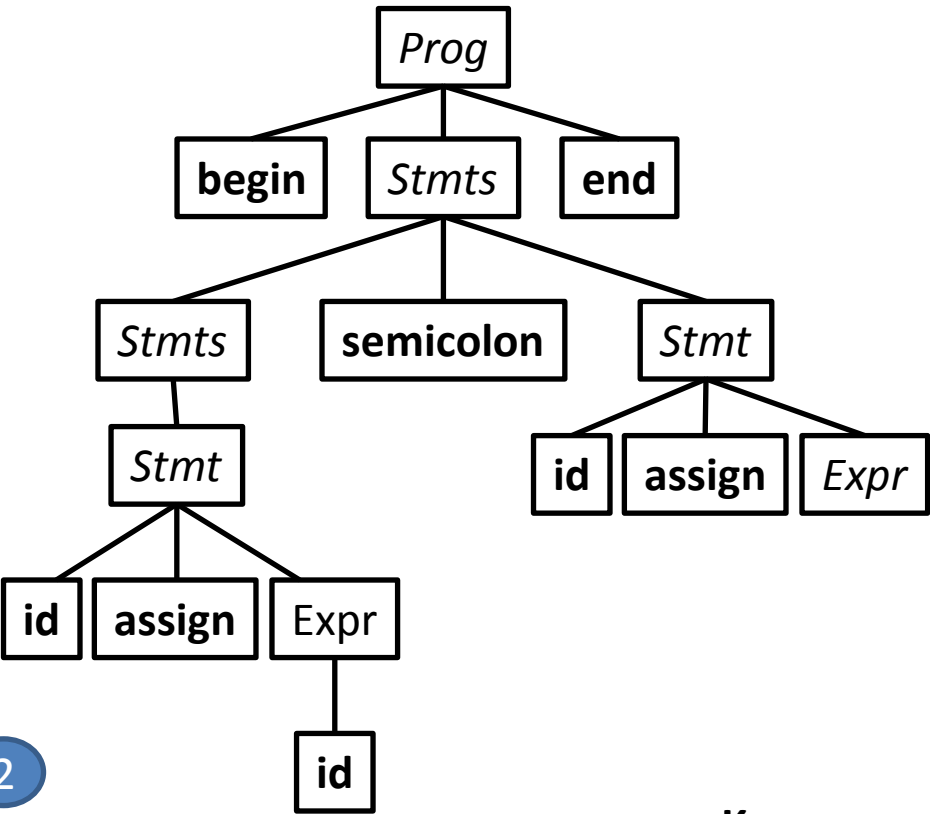 Prog
begin Stmts end
Stmts semicolon Stmt
Stmt
id assign Expr
id assign Expr
id
2